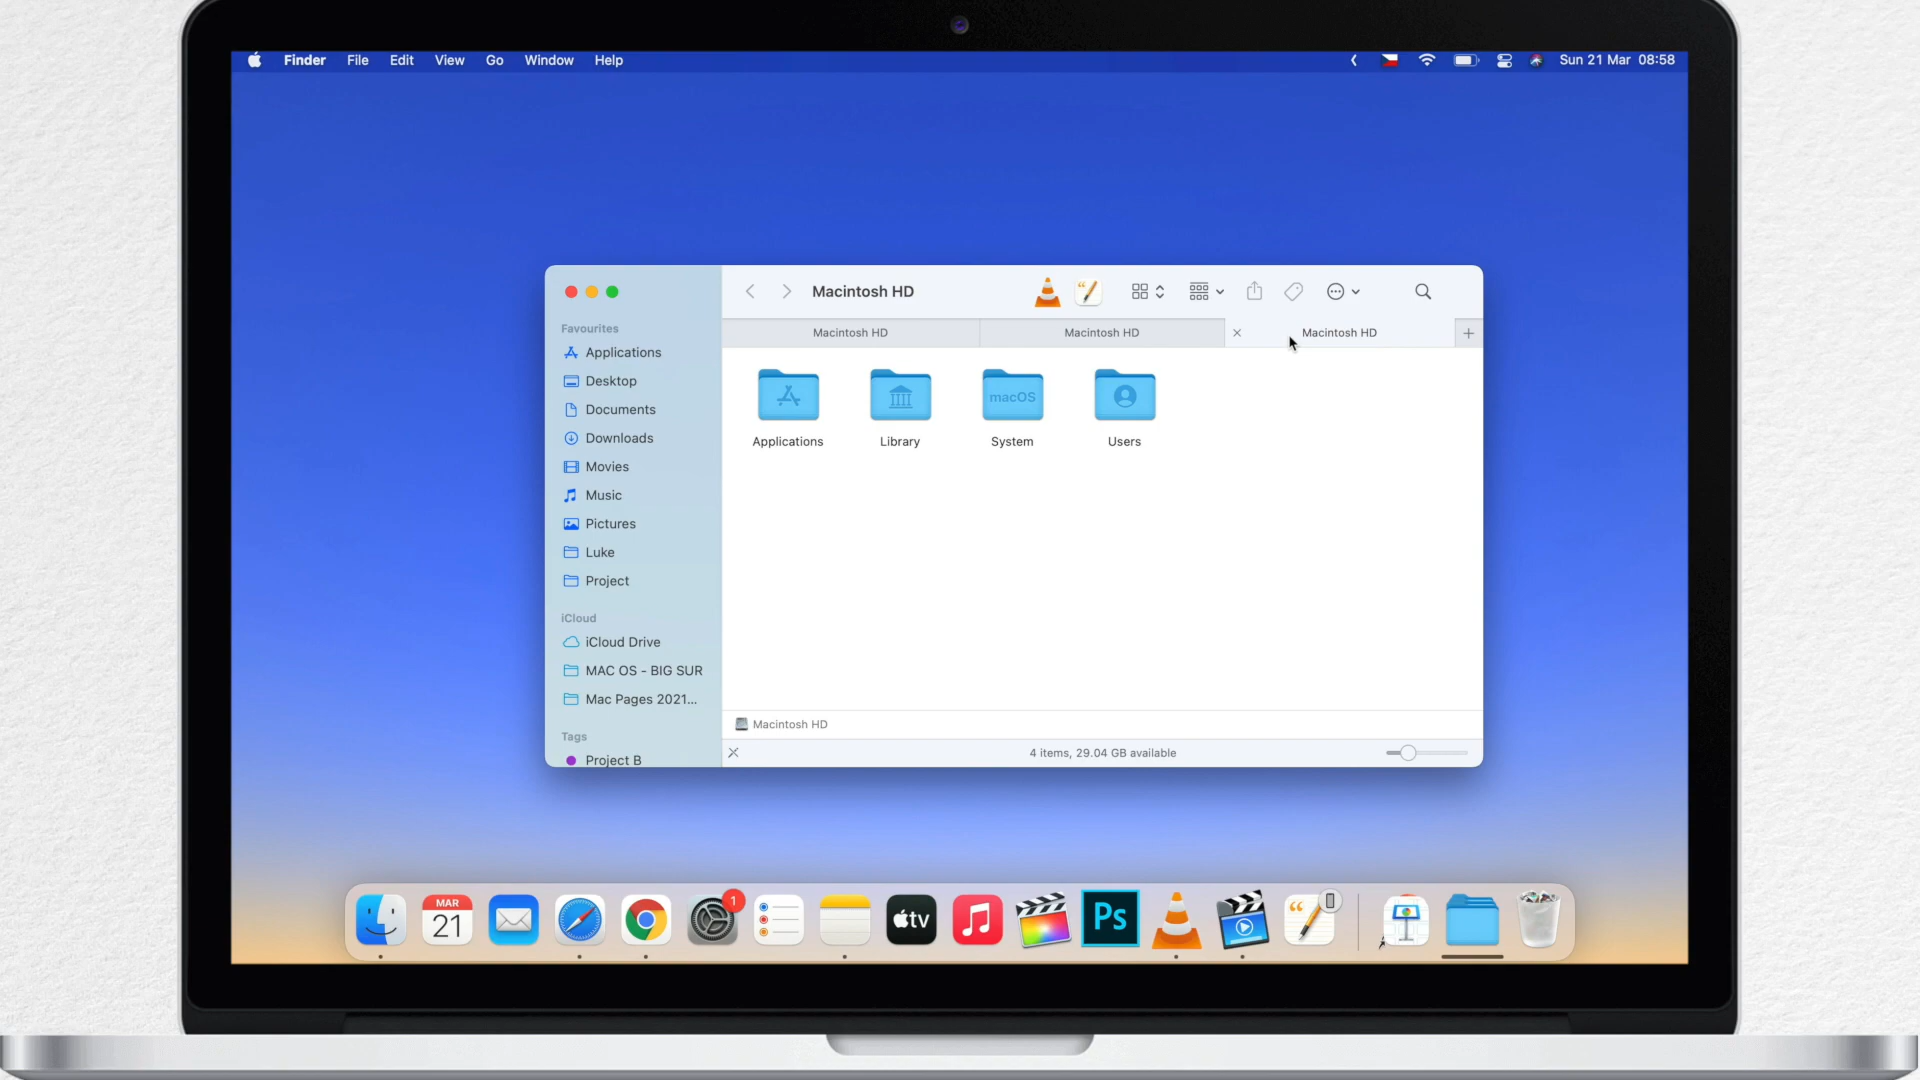 Finder File Edit View Go Window Help
Sun 21 Mar 08:58
Macintosh HD
Macintosh HD
Macintosh HD
Macintosh HD
Favourites
Applications
Desktop
Documents
Downloads
Movies
Music
Pictures
Luke
Project
iCloud
iCloud Drive
MAC OS - BIG SUR
Mac Pages 2021...
Tags
Project B
macOS
Applications
Library
System
Users
Macintosh HD
4 items, 29.04 GB available
MAR
21
1
tv
Ps